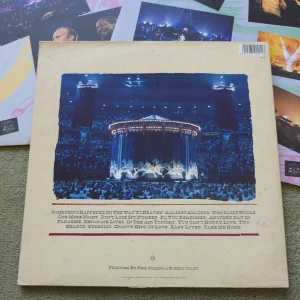 Something Happened on the Way to Heaven Against All Odds Who Said I Would
One More Night Don't Lose My Number Do You Remember Another Day in
Paradise Separate Lives In the Air Tonight You Can't Hurry Love Two
Hearts Sussudio Groovy Kind of Love Easy Lover Take Me Home
Produced by Phil Collins & Robert Colby